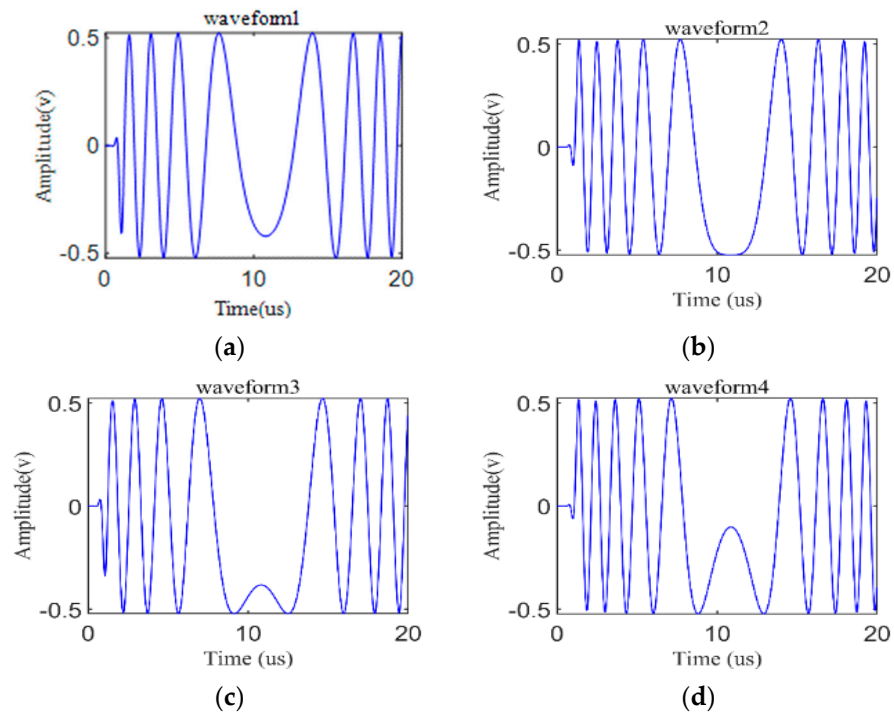 waveform1
0.5
0
-0.5
Amplitude(v)
0 10 20
Time(us)
(a)
waveform2
0.5
0
-0.5
Amplitude(v)
0 10 20
Time (us)
(b)
waveform3
0.5
0
-0.5
Amplitude(v)
0 10 20
Time (us)
(c)
waveform4
0.5
0
-0.5
Amplitude(v)
0 10 20
Time (us)
(d)